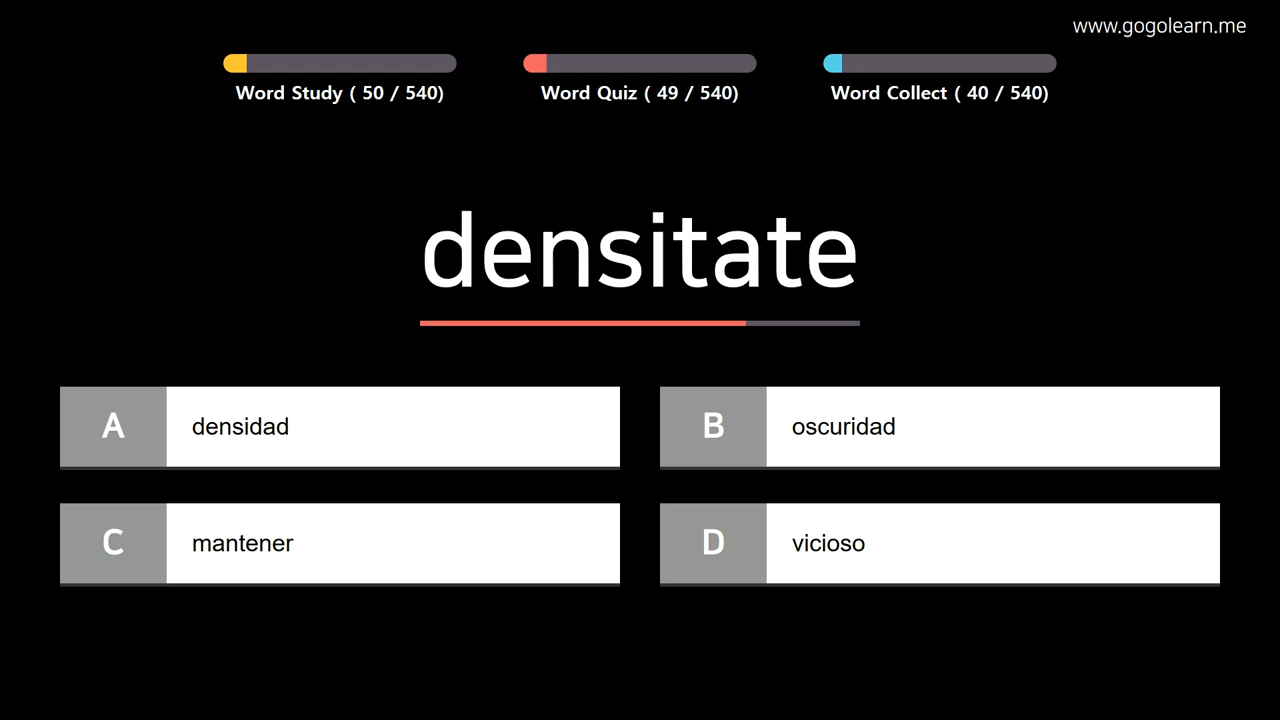 www.gogolearn.me
Word Study ( 50 / 540)
Word Quiz ( 49 / 540)
Word Collect ( 40 / 540)
densitate
A
densidad
B
oscuridad
C
mantener
D
vicioso